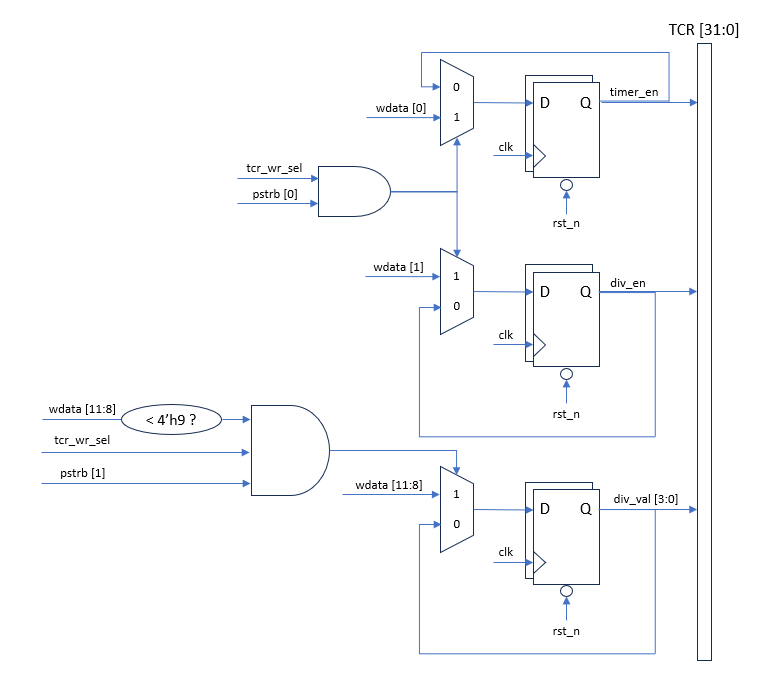 TCR [31:0]
timer_en
0
D
Q
wdata [0]
1
clk
tcr_wr_sel
pstrb [0]
rst_n
wdata [1]
1
div_en
D
Q
0
clk
rst_n
wdata [11:8]
< 4'h9 ?
tcr_wr_sel
pstrb [1]
wdata [11:8]
1
div_val [3:0]
D
Q
0
clk
rst_n